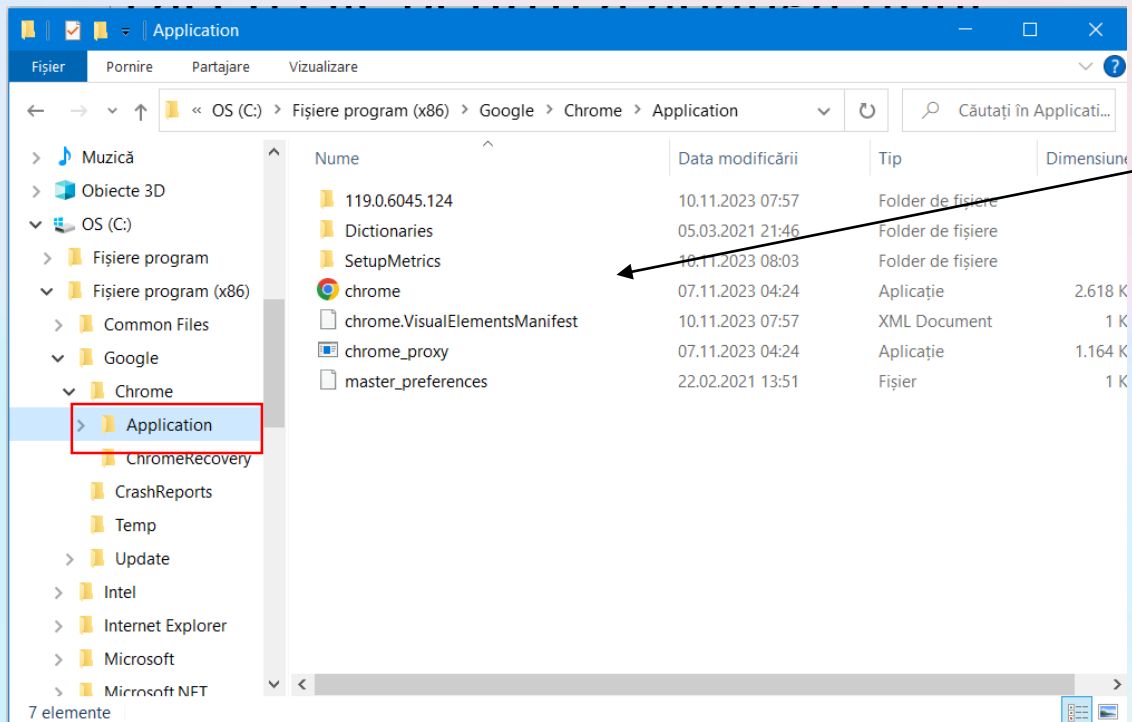 Application
Fișier Pornire Partajare Vizualizare
« OS (C:) > Fișiere program (x86) > Google > Chrome > Application
Căutați în Applicati...
Muzică
Obiecte 3D
OS (C:)
Fișiere program
Fișiere program (x86)
Common Files
Google
Chrome
Application
ChromeRecovery
CrashReports
Temp
Update
Intel
Internet Explorer
Microsoft
Microsoft.NET
Nume Data modificării Tip Dimensiune
119.0.6045.124 10.11.2023 07:57 Folder de fișiere
Dictionaries 05.03.2021 21:46 Folder de fișiere
SetupMetrics 10.11.2023 08:03 Folder de fișiere
chrome 07.11.2023 04:24 Aplicație 2.618 K
chrome.VisualElementsManifest 10.11.2023 07:57 XML Document 1 K
chrome_proxy 07.11.2023 04:24 Aplicație 1.164 K
master_preferences 22.02.2021 13:51 Fișier 1 K
7 elemente